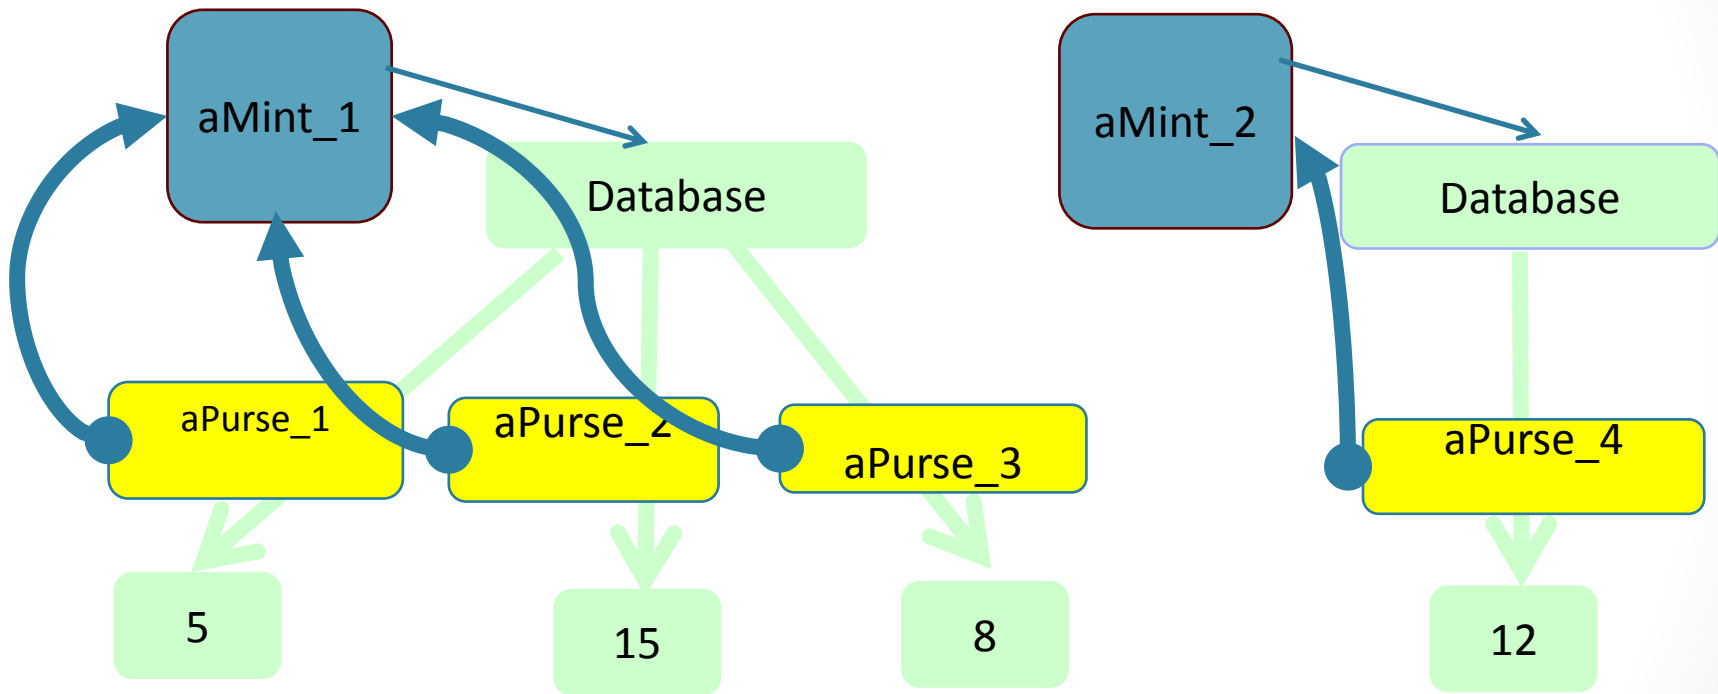 aMint_1
aMint_2
Database
Database
aPurse_1
aPurse_2
aPurse_3
aPurse_4
5
15
8
12